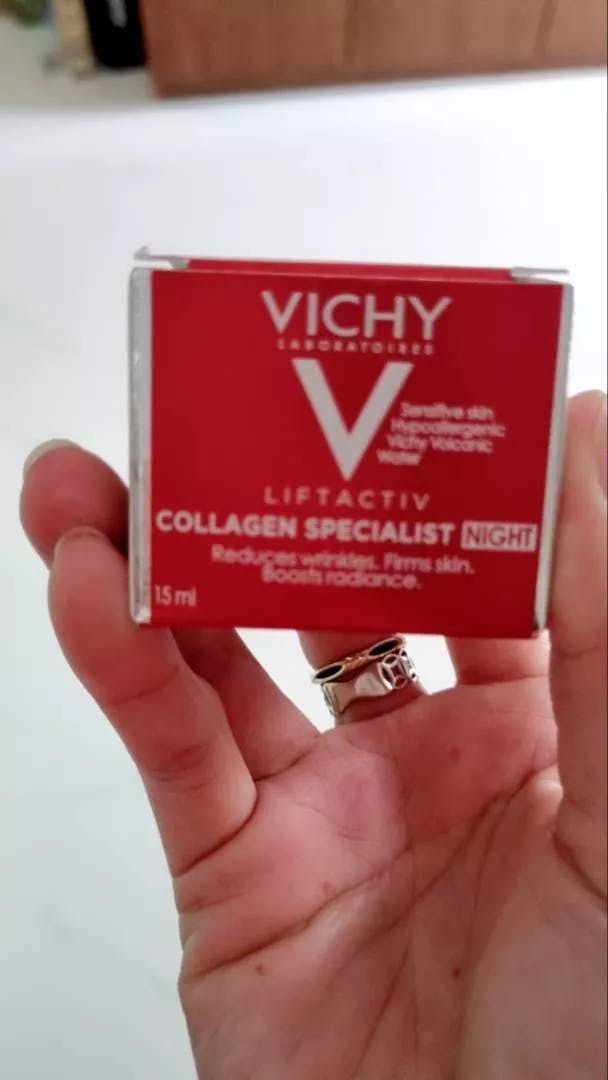 VICHY
LABORATOIRES
V
Sensitive skin
Hypoallergenic
Vichy Volcanic
Water
LIFTACTIV
COLLAGEN SPECIALIST NIGHT
Reduces wrinkles. Firms skin.
Boosts radiance.
15 ml